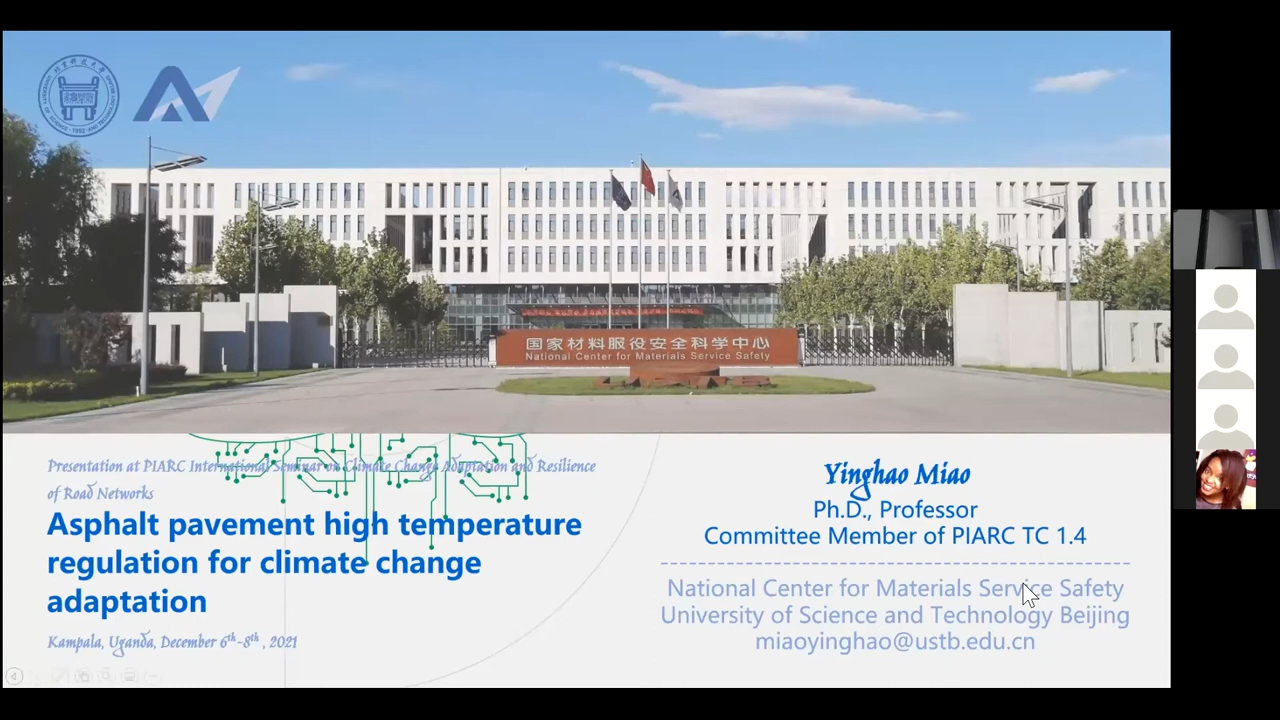 国家材料服役安全科学中心
National Center for Materials Service Safety
Presentation at PIARC International Seminar on Climate Change Adaptation and Resilience
of Road Networks
Asphalt pavement high temperature
regulation for climate change
adaptation
Kampala, Uganda, December 6th-8th , 2021
Yinghao Miao
Ph.D., Professor
Committee Member of PIARC TC 1.4
National Center for Materials Service Safety
University of Science and Technology Beijing
miaoyinghao@ustb.edu.cn